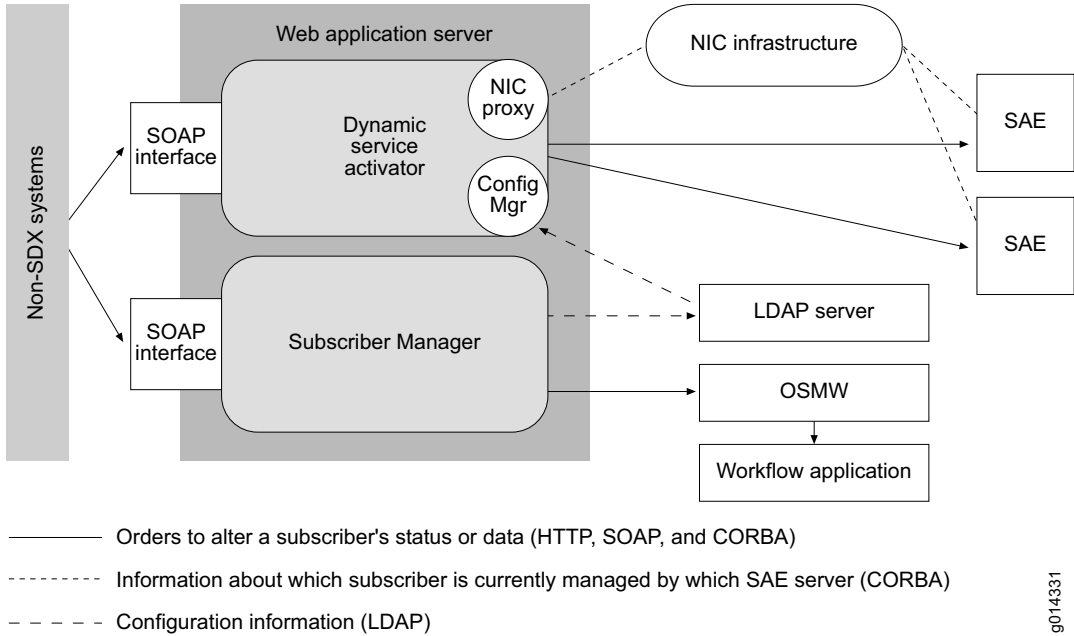 Web application server
NIC infrastructure
NIC
proxy
SAE
SOAP
interface
Dynamic
service
activator
Config
Mgr
SAE
Non-SDX systems
LDAP server
SOAP
interface
Subscriber Manager
OSMW
Workflow application
Orders to alter a subscriber's status or data (HTTP, SOAP, and CORBA)
Information about which subscriber is currently managed by which SAE server (CORBA)
Configuration information (LDAP)
g014331